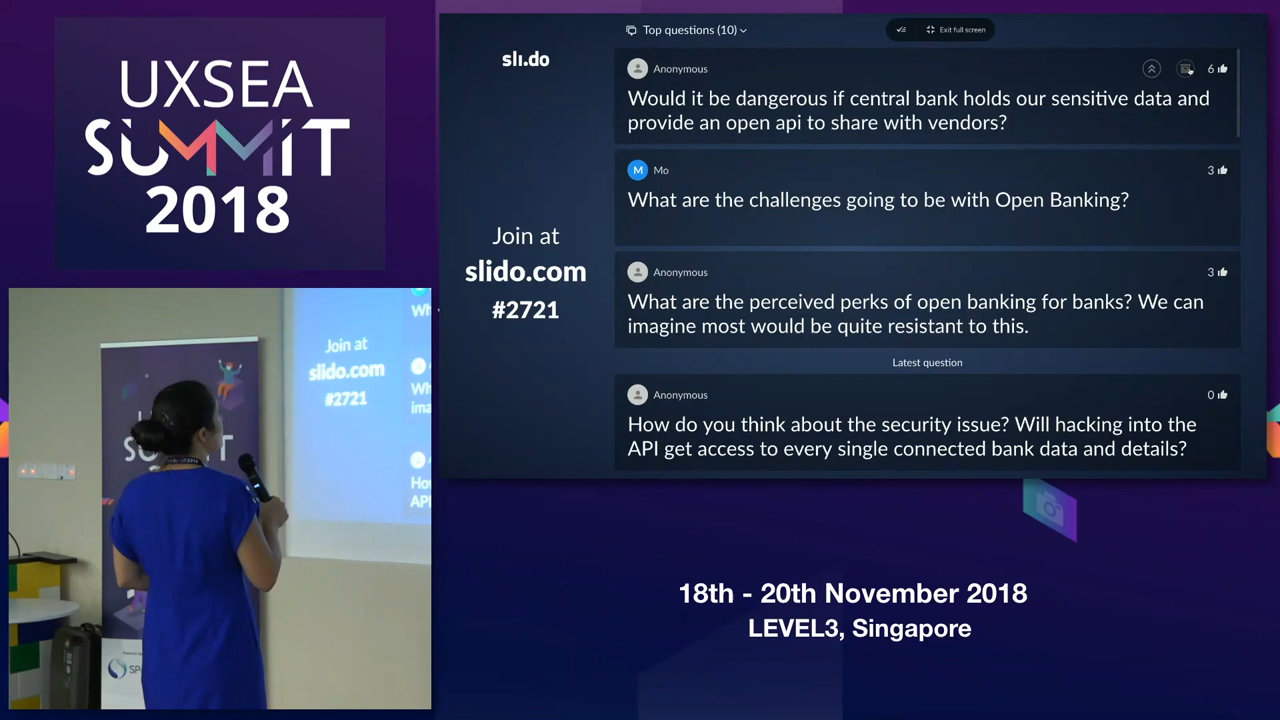 UXSEA
SUMMIT
2018
sli.do
Join at
slido.com
#2721
Top questions (10)
Exit full screen
Anonymous
6
Would it be dangerous if central bank holds our sensitive data and
provide an open api to share with vendors?
M
Mo
3
What are the challenges going to be with Open Banking?
Anonymous
3
What are the perceived perks of open banking for banks? We can
imagine most would be quite resistant to this.
Latest question
Anonymous
0
How do you think about the security issue? Will hacking into the
API get access to every single connected bank data and details?
Join at
slido.com
#2721
Wh
Wh
ima
How
API
18th - 20th November 2018
LEVEL3, Singapore